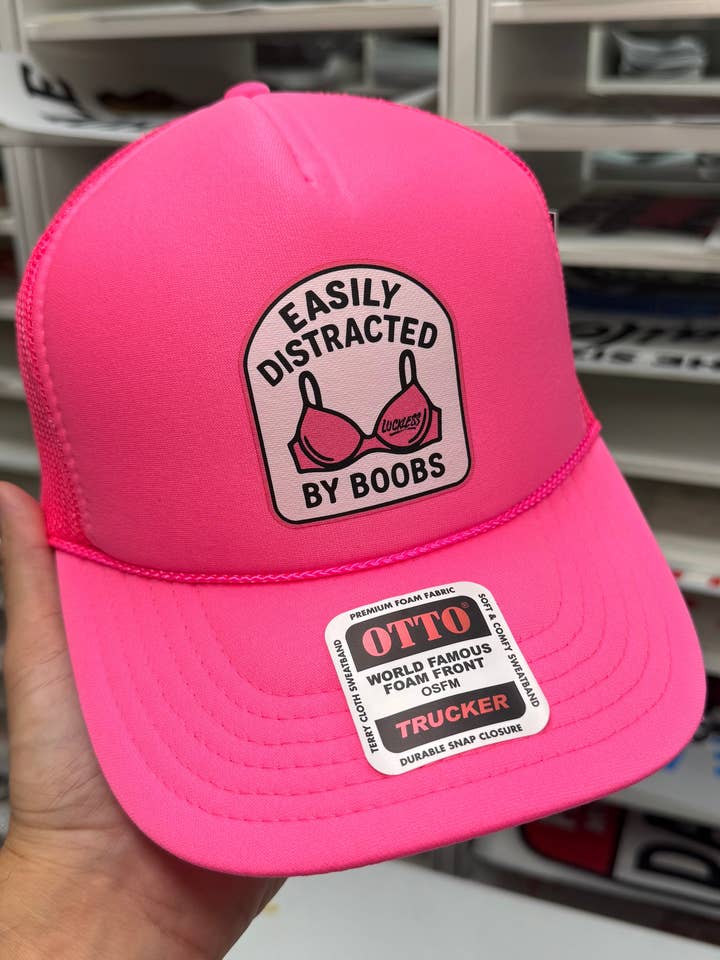 EASILY
DISTRACTED
LUCKLESS
BY BOOBS
PREMIUM FOAM FABRIC
OTTO®
WORLD FAMOUS
FOAM FRONT
OSFM
TRUCKER
DURABLE SNAP CLOSURE
TERRY CLOTH SWEATBAND
SOFT & COMFY SWEATBAND